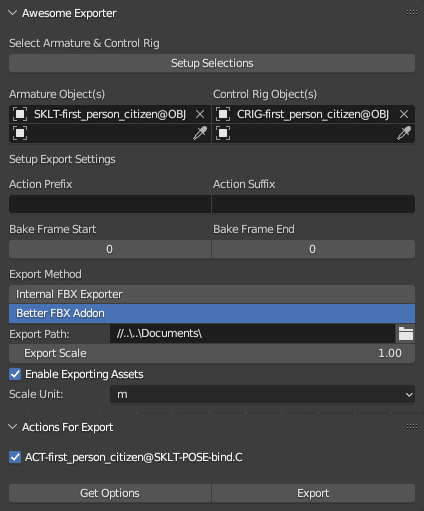 Awesome Exporter
Select Armature & Control Rig
Setup Selections
Armature Object(s) Control Rig Object(s)
SKLT-first_person_citizen@OBJ CRIG-first_person_citizen@OBJ
Setup Export Settings
Action Prefix Action Suffix
Bake Frame Start Bake Frame End
0 0
Export Method
Internal FBX Exporter
Better FBX Addon
Export Path: //..\..\Documents\
Export Scale 1.00
Enable Exporting Assets
Scale Unit: m
Actions For Export
ACT-first_person_citizen@SKLT-POSE-bind.C
Get Options Export